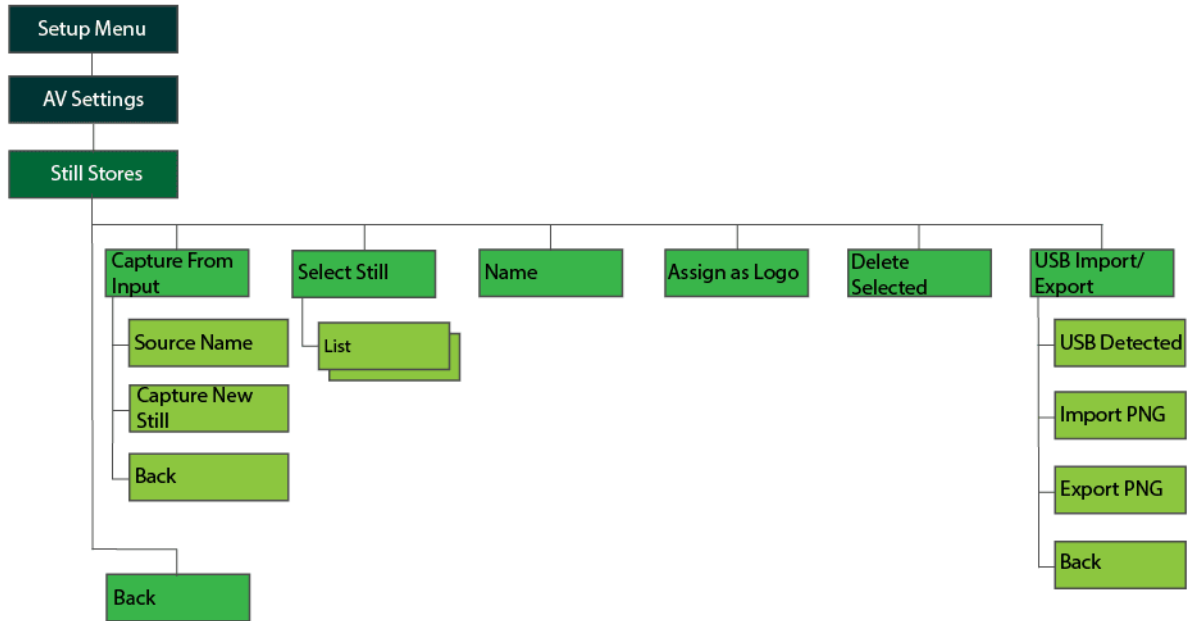 Setup Menu
AV Settings
Still Stores
Capture From
Input
Select Still
Name
Assign as Logo
Delete
Selected
USB Import/
Export
Source Name
Capture New
Still
Back
List
USB Detected
Import PNG
Export PNG
Back
Back